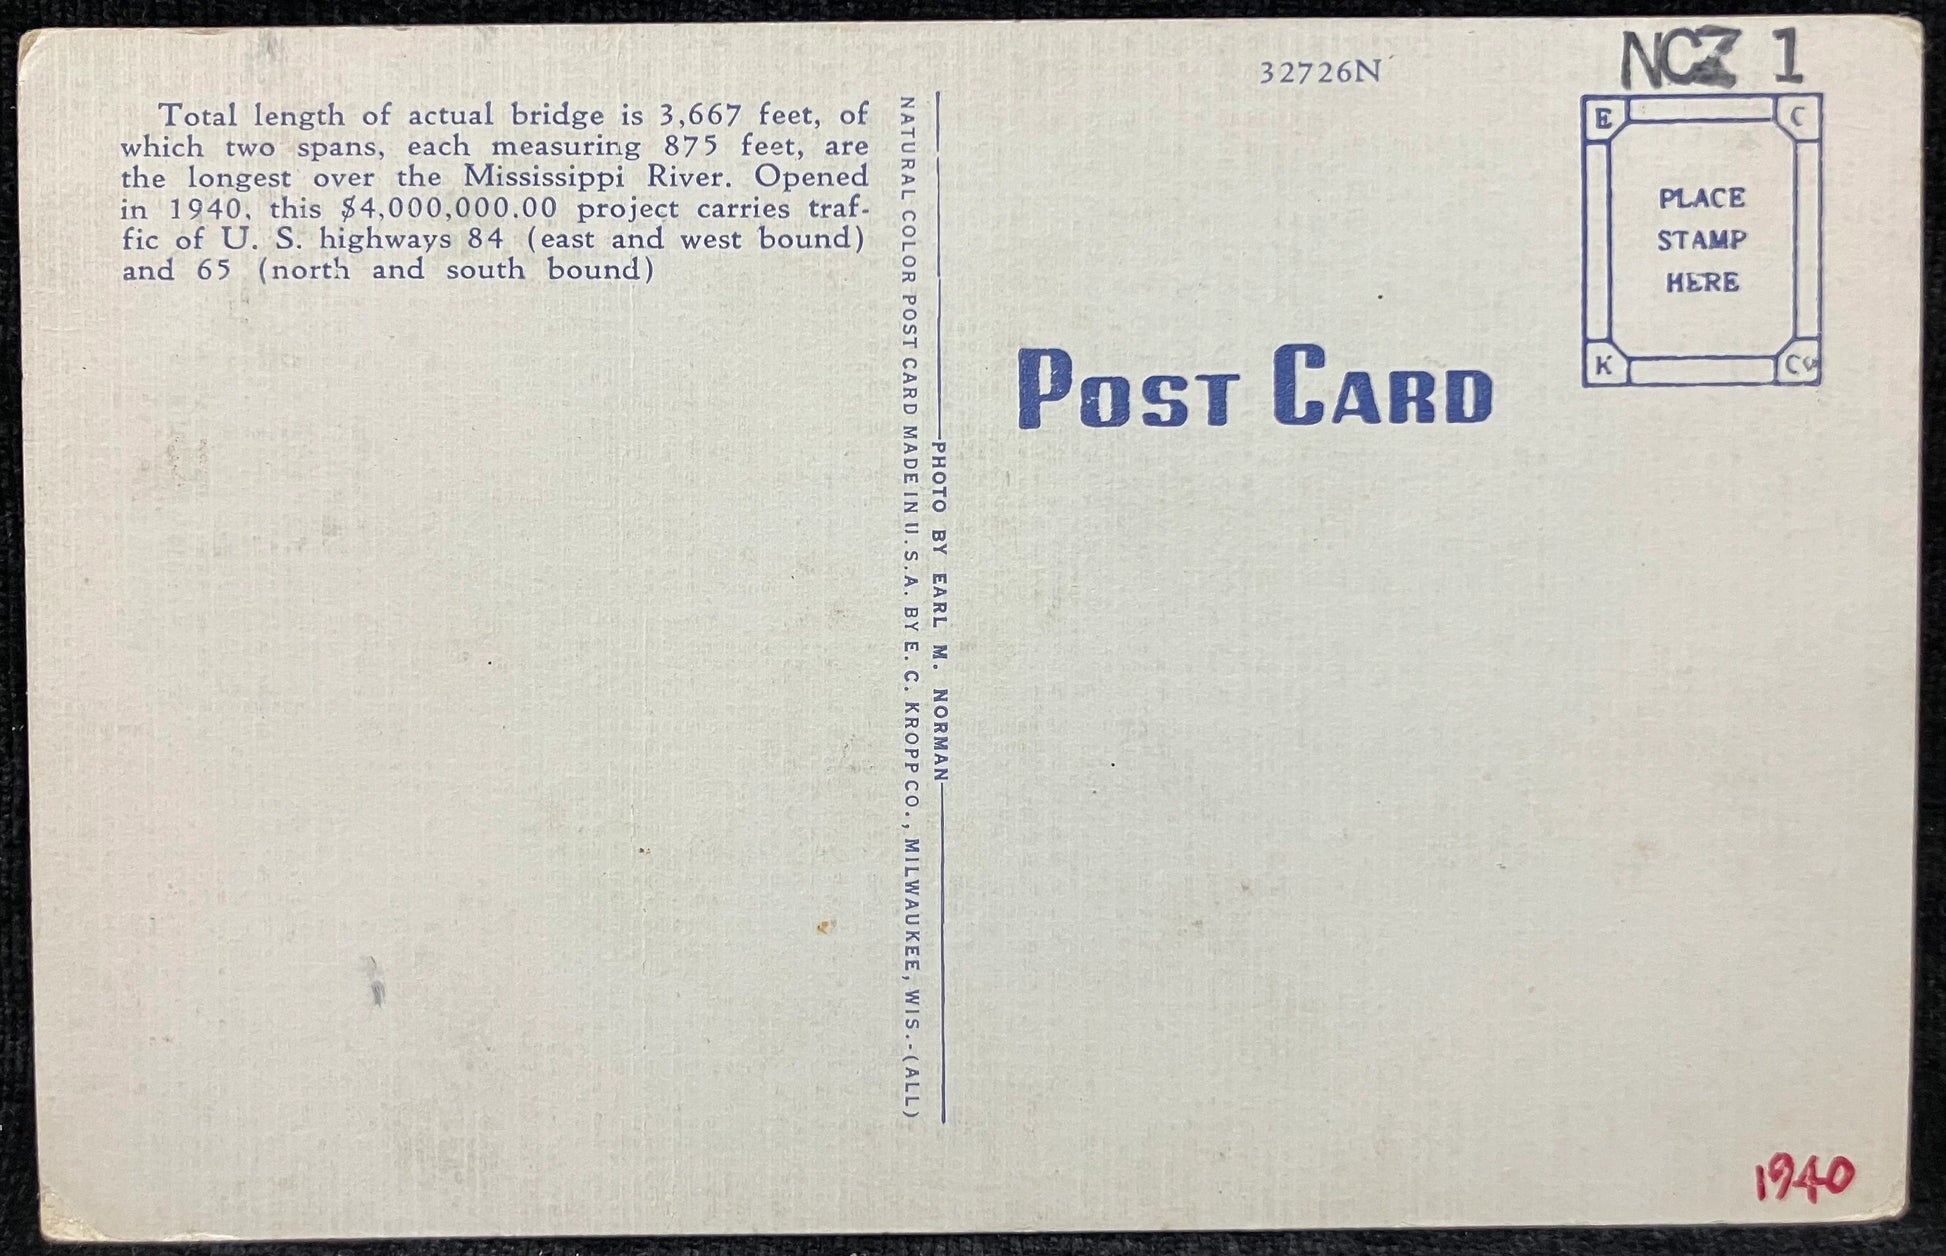 Total length of actual bridge is 3,667 feet, of
which two spans, each measuring 875 feet, are
the longest over the Mississippi River. Opened
in 1940, this $4,000,000.00 project carries traf-
fic of U. S. highways 84 (east and west bound)
and 65 (north and south bound)
NATURAL COLOR POST CARD MADE IN U.S.A. BY E. C. KROPP CO., MILWAUKEE, WIS.-(ALL)
PHOTO BY EARL M. NORMAN
32726N
NCZ 1
E C
PLACE
STAMP
HERE
K Co
POST CARD
1940